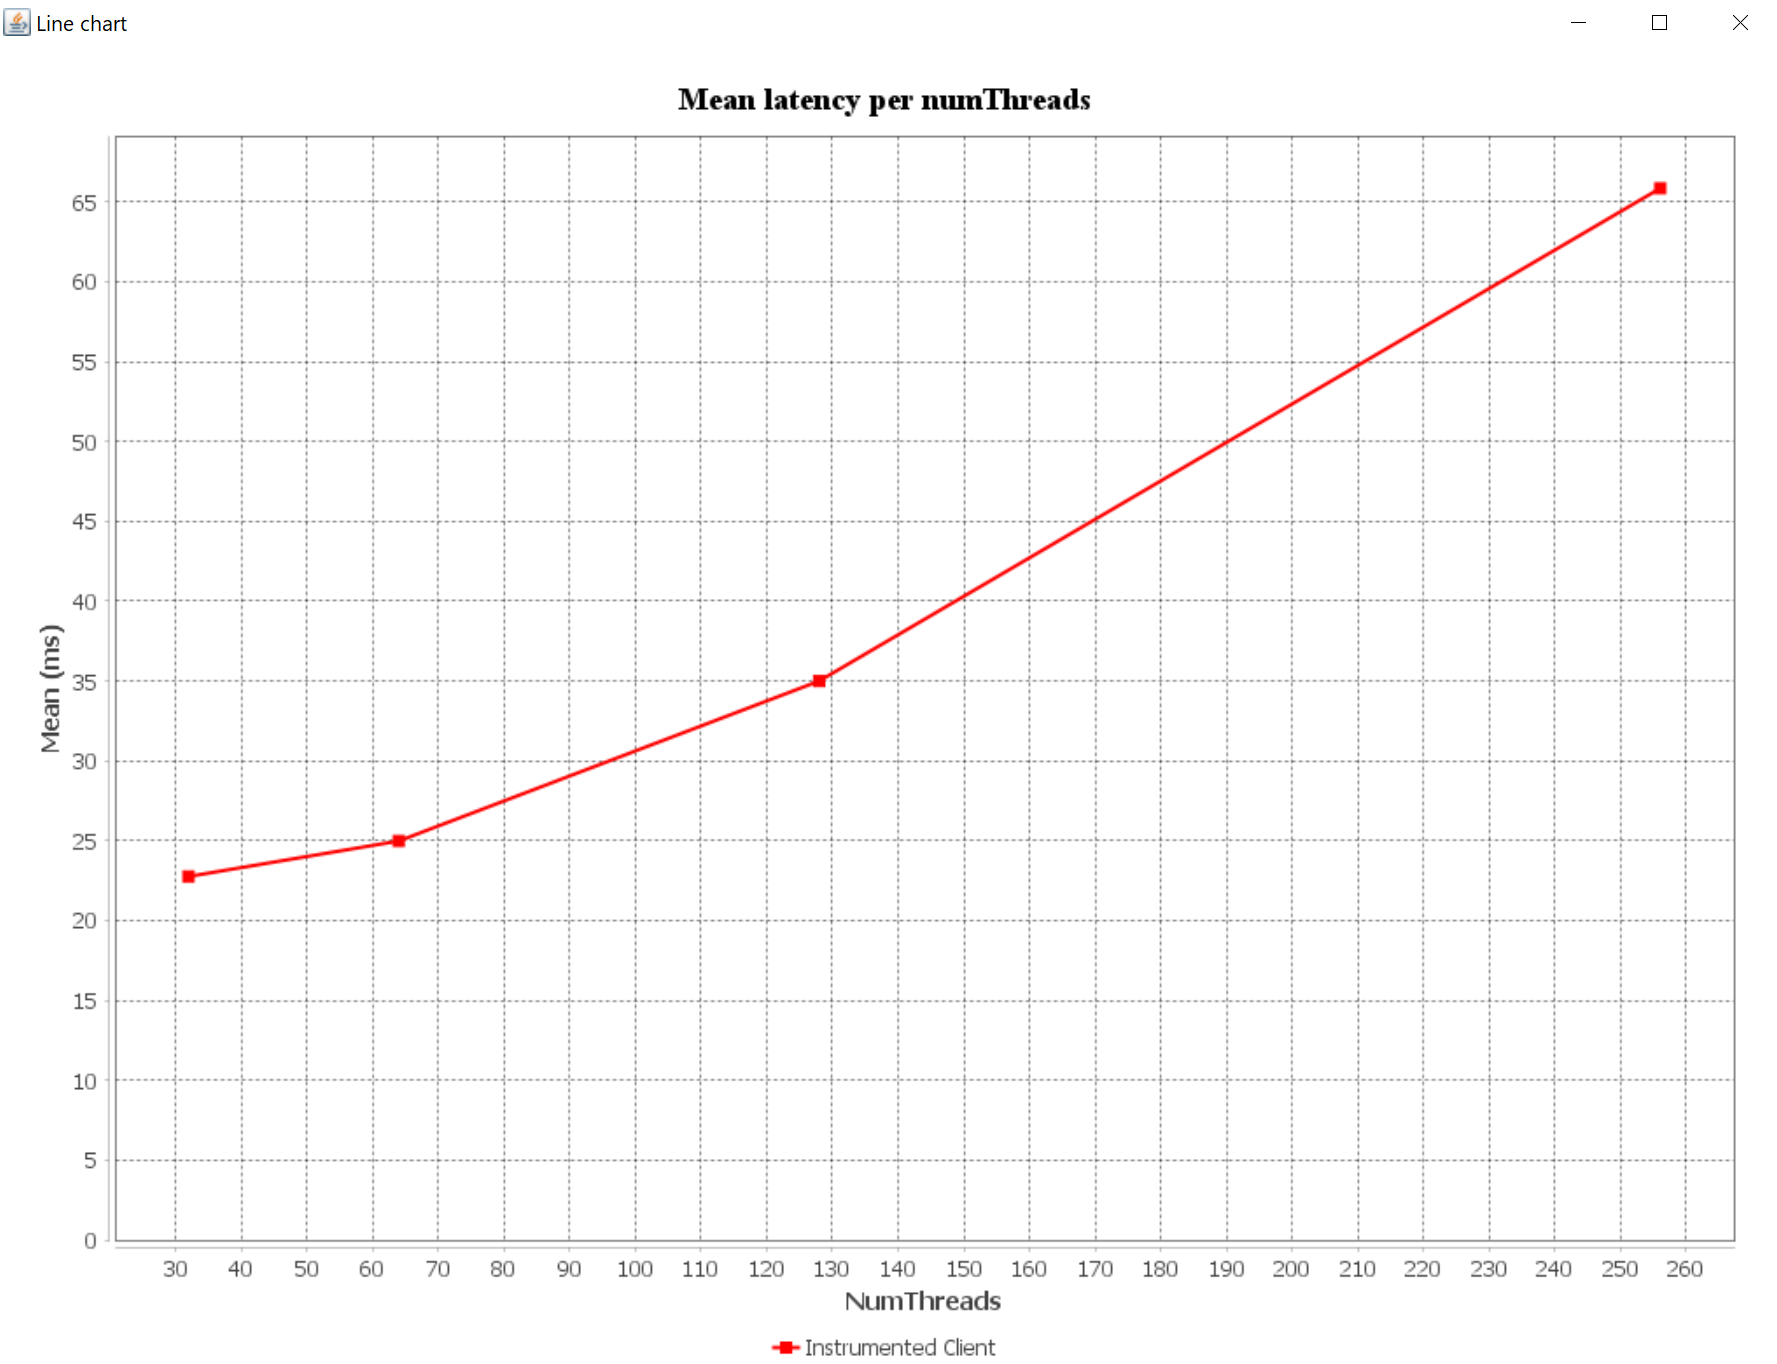 Line chart
Mean latency per numThreads
65
60
55
50
45
40
35
30
25
20
15
10
5
0
Mean (ms)
30 40 50 60 70 80 90 100 110 120 130 140 150 160 170 180 190 200 210 220 230 240 250 260
NumThreads
Instrumented Client